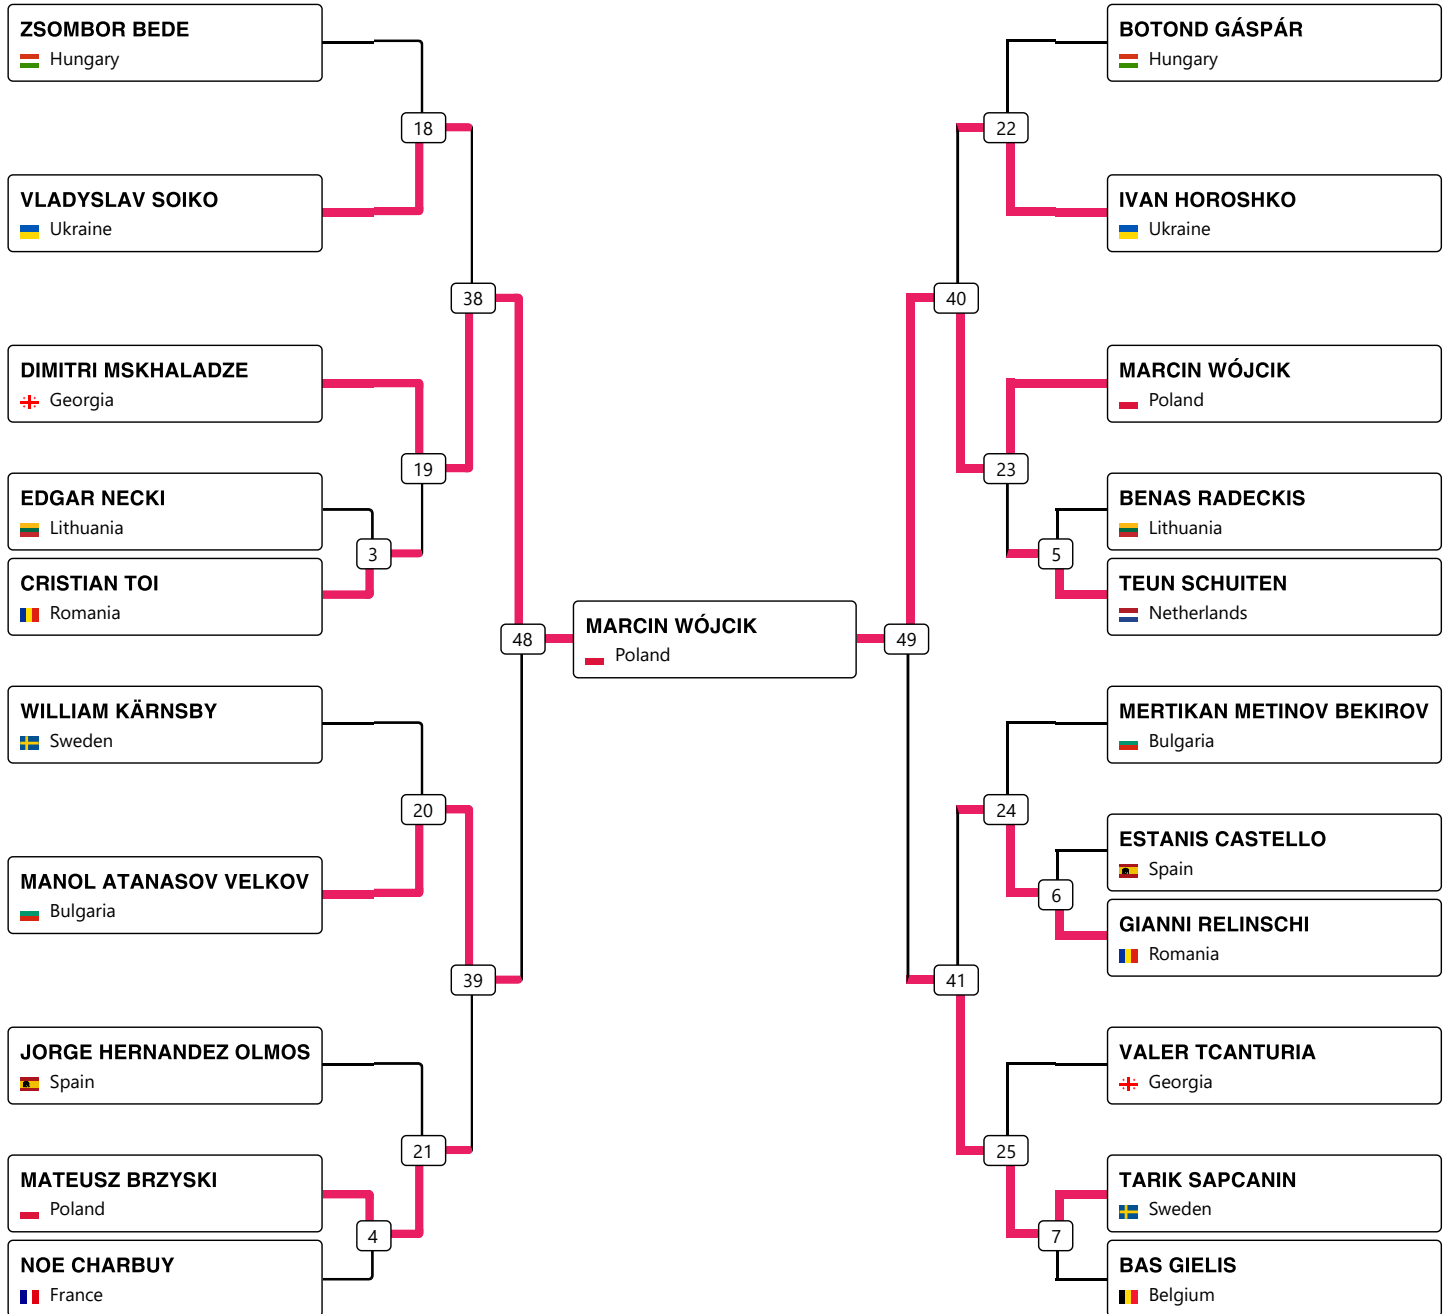 ZSOMBOR BEDE
Hungary
18
VLADYSLAV SOIKO
Ukraine
38
DIMITRI MSKHALADZE
Georgia
19
EDGAR NECKI
Lithuania
3
CRISTIAN TOI
Romania
48
WILLIAM KÄRNSBY
Sweden
20
MANOL ATANASOV VELKOV
Bulgaria
39
JORGE HERNANDEZ OLMOS
Spain
21
MATEUSZ BRZYSKI
Poland
4
NOE CHARBUY
France
MARCIN WÓJCIK
Poland
BOTOND GÁSPÁR
Hungary
22
IVAN HOROSHKO
Ukraine
40
MARCIN WÓJCIK
Poland
23
BENAS RADECKIS
Lithuania
5
TEUN SCHUITEN
Netherlands
49
MERTIKAN METINOV BEKIROV
Bulgaria
24
ESTANIS CASTELLO
Spain
6
GIANNI RELINSCHI
Romania
41
VALER TCANTURIA
Georgia
25
TARIK SAPCANIN
Sweden
7
BAS GIELIS
Belgium